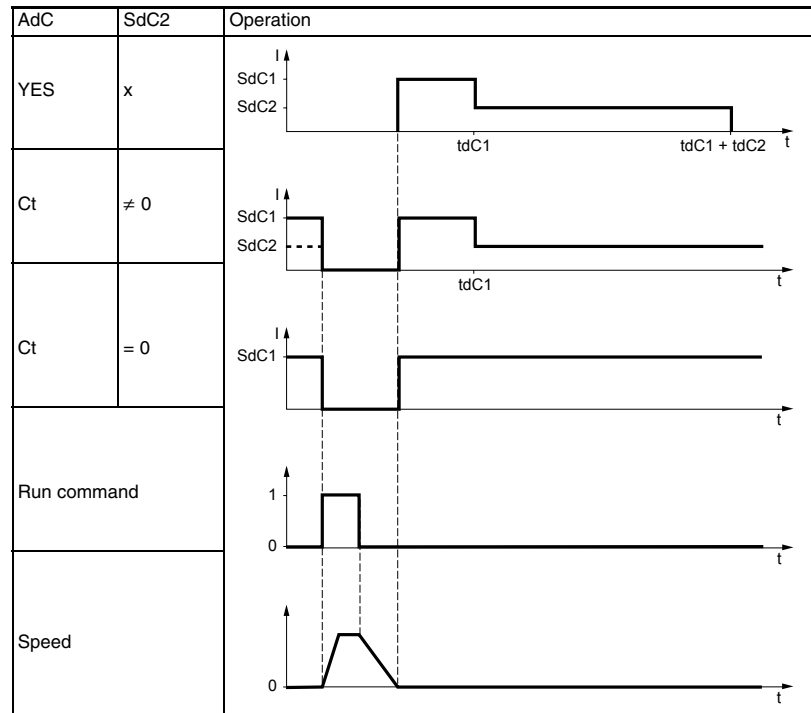 AdC SdC2 Operation
YES x
I
SdC1
SdC2
tdC1 tdC1 + tdC2 t
Ct ≠ 0
I
SdC1
SdC2
tdC1 t
Ct = 0
I
SdC1
t
Run command
1
0
t
Speed
0
t